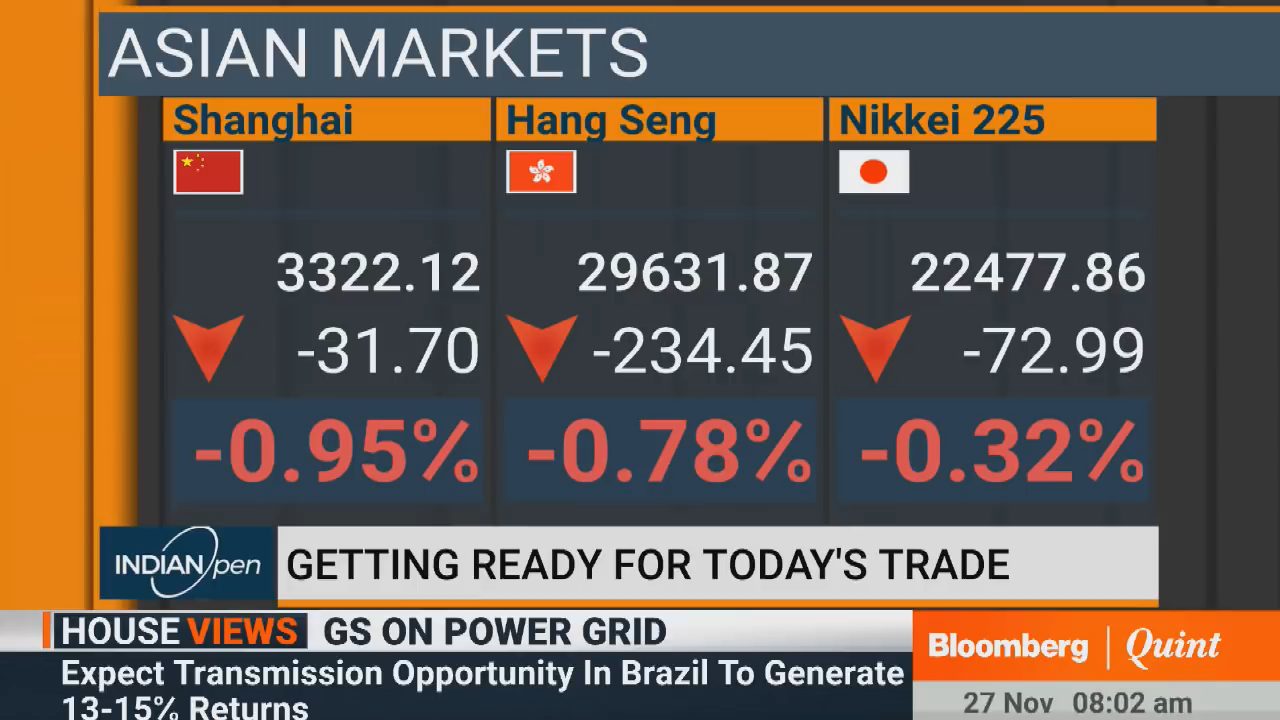 ASIAN MARKETS
Shanghai
3322.12
-31.70
-0.95%
Hang Seng
29631.87
-234.45
-0.78%
Nikkei 225
22477.86
-72.99
-0.32%
INDIAN Open
GETTING READY FOR TODAY'S TRADE
HOUSE VIEWS GS ON POWER GRID
Expect Transmission Opportunity In Brazil To Generate
13-15% Returns
Bloomberg | Quint
27 Nov 08:02 am